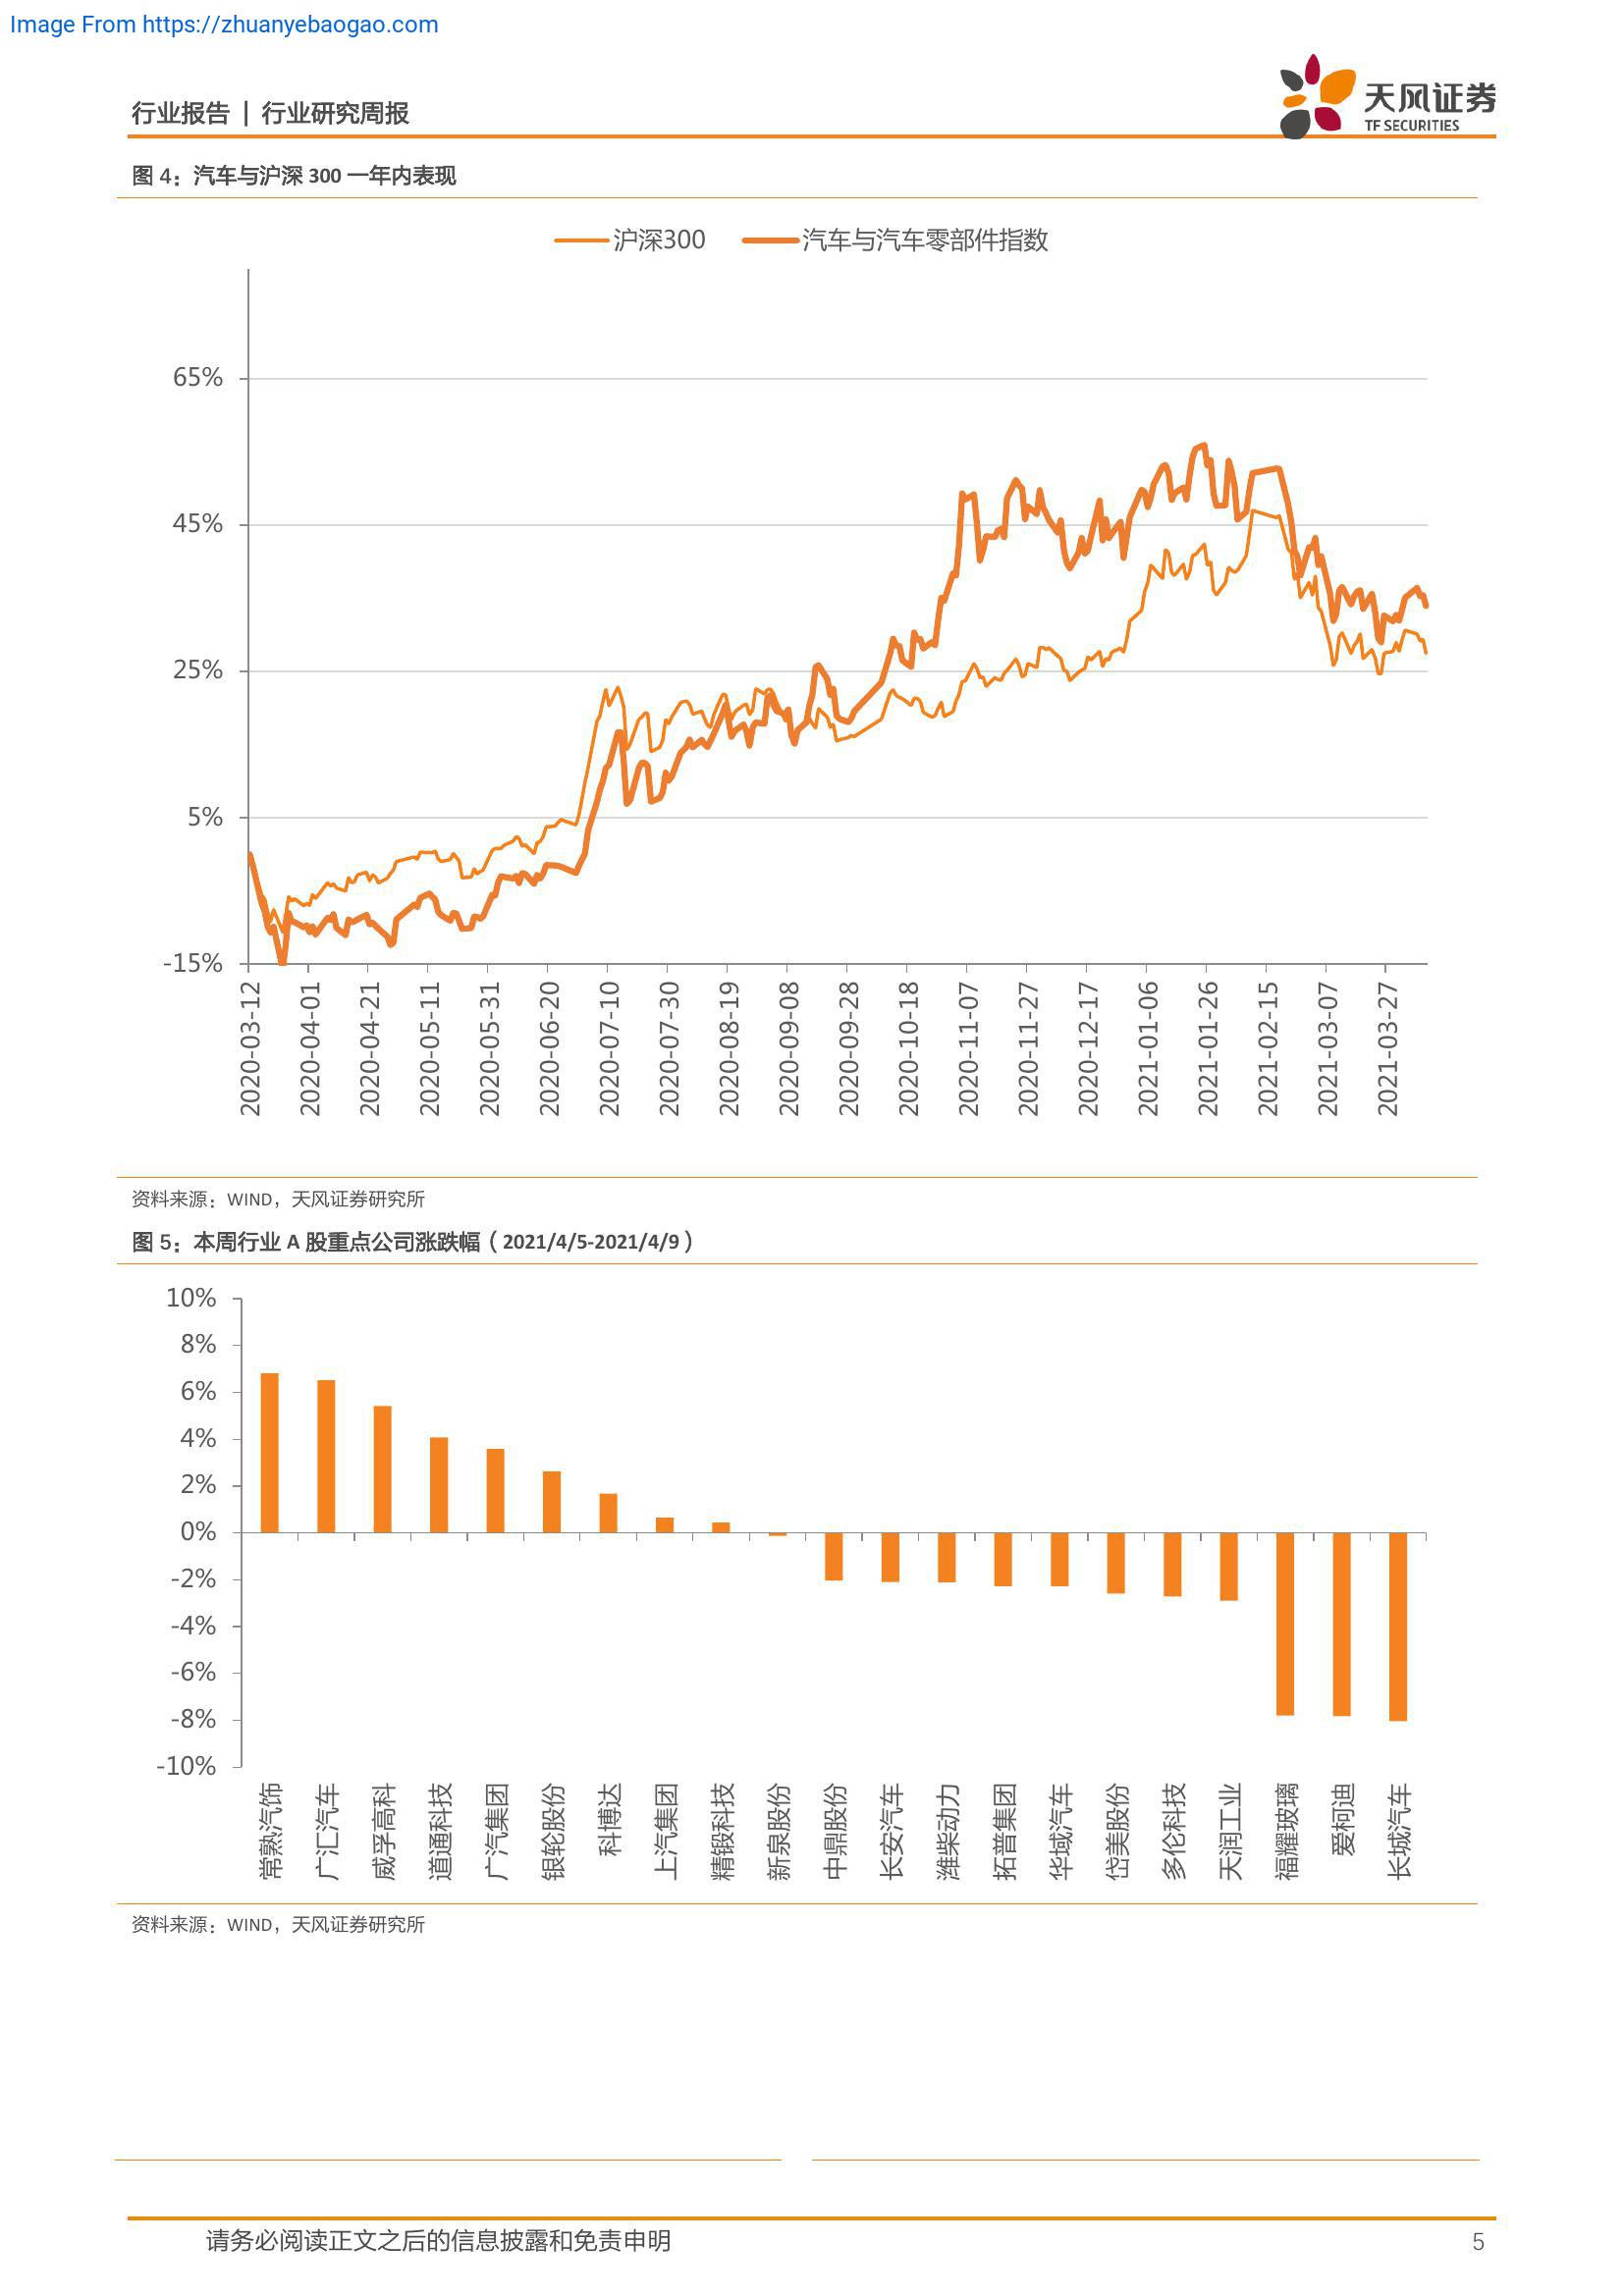 Image From https://zhuanyebaogao.com
天风证券
TF SECURITIES
行业报告 | 行业研究周报
图 4：汽车与沪深 300 一年内表现
沪深300 汽车与汽车零部件指数
65%
45%
25%
5%
-15%
2020-03-12
2020-04-01
2020-04-21
2020-05-11
2020-05-31
2020-06-20
2020-07-10
2020-07-30
2020-08-19
2020-09-08
2020-09-28
2020-10-18
2020-11-07
2020-11-27
2020-12-17
2021-01-06
2021-01-26
2021-02-15
2021-03-07
2021-03-27
资料来源：WIND，天风证券研究所
图 5：本周行业 A 股重点公司涨跌幅（2021/4/5-2021/4/9）
10%
8%
6%
4%
2%
0%
-2%
-4%
-6%
-8%
-10%
常熟汽饰
广汇汽车
威孚高科
道通科技
广汽集团
银轮股份
科博达
上汽集团
精锻科技
新泉股份
中鼎股份
长安汽车
潍柴动力
拓普集团
华域汽车
岱美股份
多伦科技
天润工业
福耀玻璃
爱柯迪
长城汽车
资料来源：WIND，天风证券研究所
请务必阅读正文之后的信息披露和免责申明 5